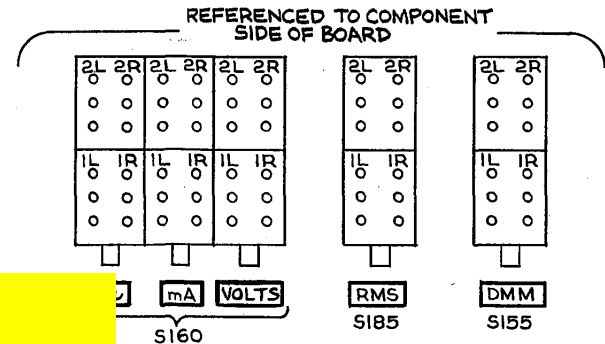 REFERENCED TO COMPONENT
SIDE OF BOARD
2L 2R 2L 2R 2L 2R 2L 2R 2L 2R
1L 1R 1L 1R 1L 1R 1L 1R 1L 1R
mA VOLTS RMS DMM
S160 S185 S155